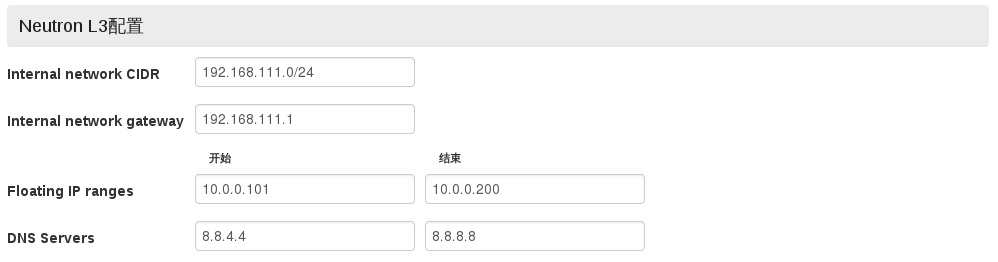 Neutron L3配置
Internal network CIDR 192.168.111.0/24
Internal network gateway 192.168.111.1
开始 结束
Floating IP ranges 10.0.0.101 10.0.0.200
DNS Servers 8.8.4.4 8.8.8.8